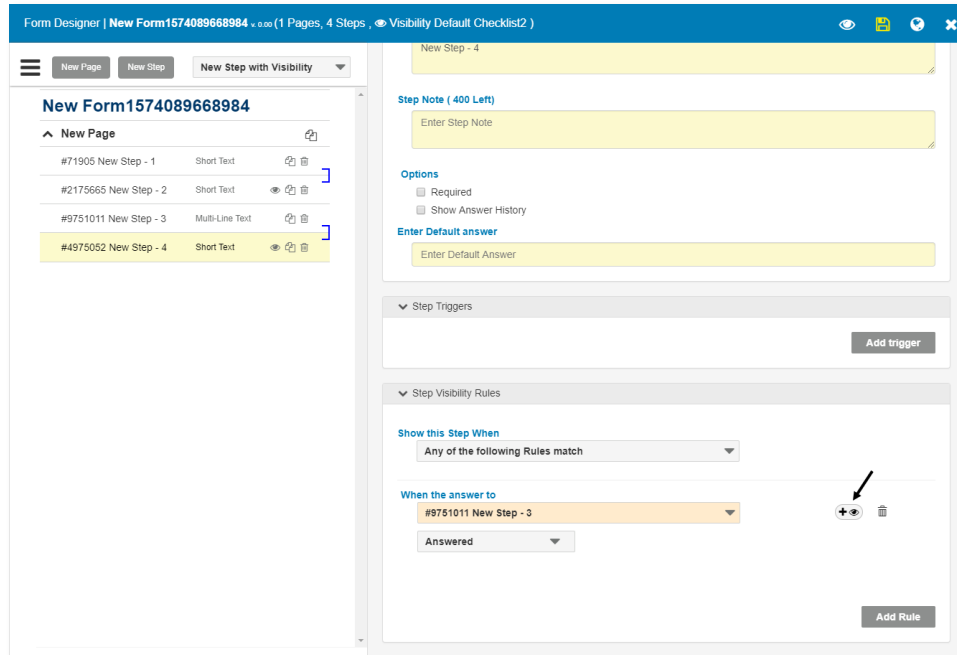 Form Designer | New Form1574089668984 v. 0.00 (1 Pages, 4 Steps , Visibility Default Checklist2 )
New Page
New Step
New Step with Visibility
New Form1574089668984
New Page
#71905 New Step - 1 Short Text
#2175665 New Step - 2 Short Text
#9751011 New Step - 3 Multi-Line Text
#4975052 New Step - 4 Short Text
New Step - 4
Step Note ( 400 Left)
Enter Step Note
Options
Required
Show Answer History
Enter Default answer
Enter Default Answer
Step Triggers
Add trigger
Step Visibility Rules
Show this Step When
Any of the following Rules match
When the answer to
#9751011 New Step - 3
Answered
Add Rule